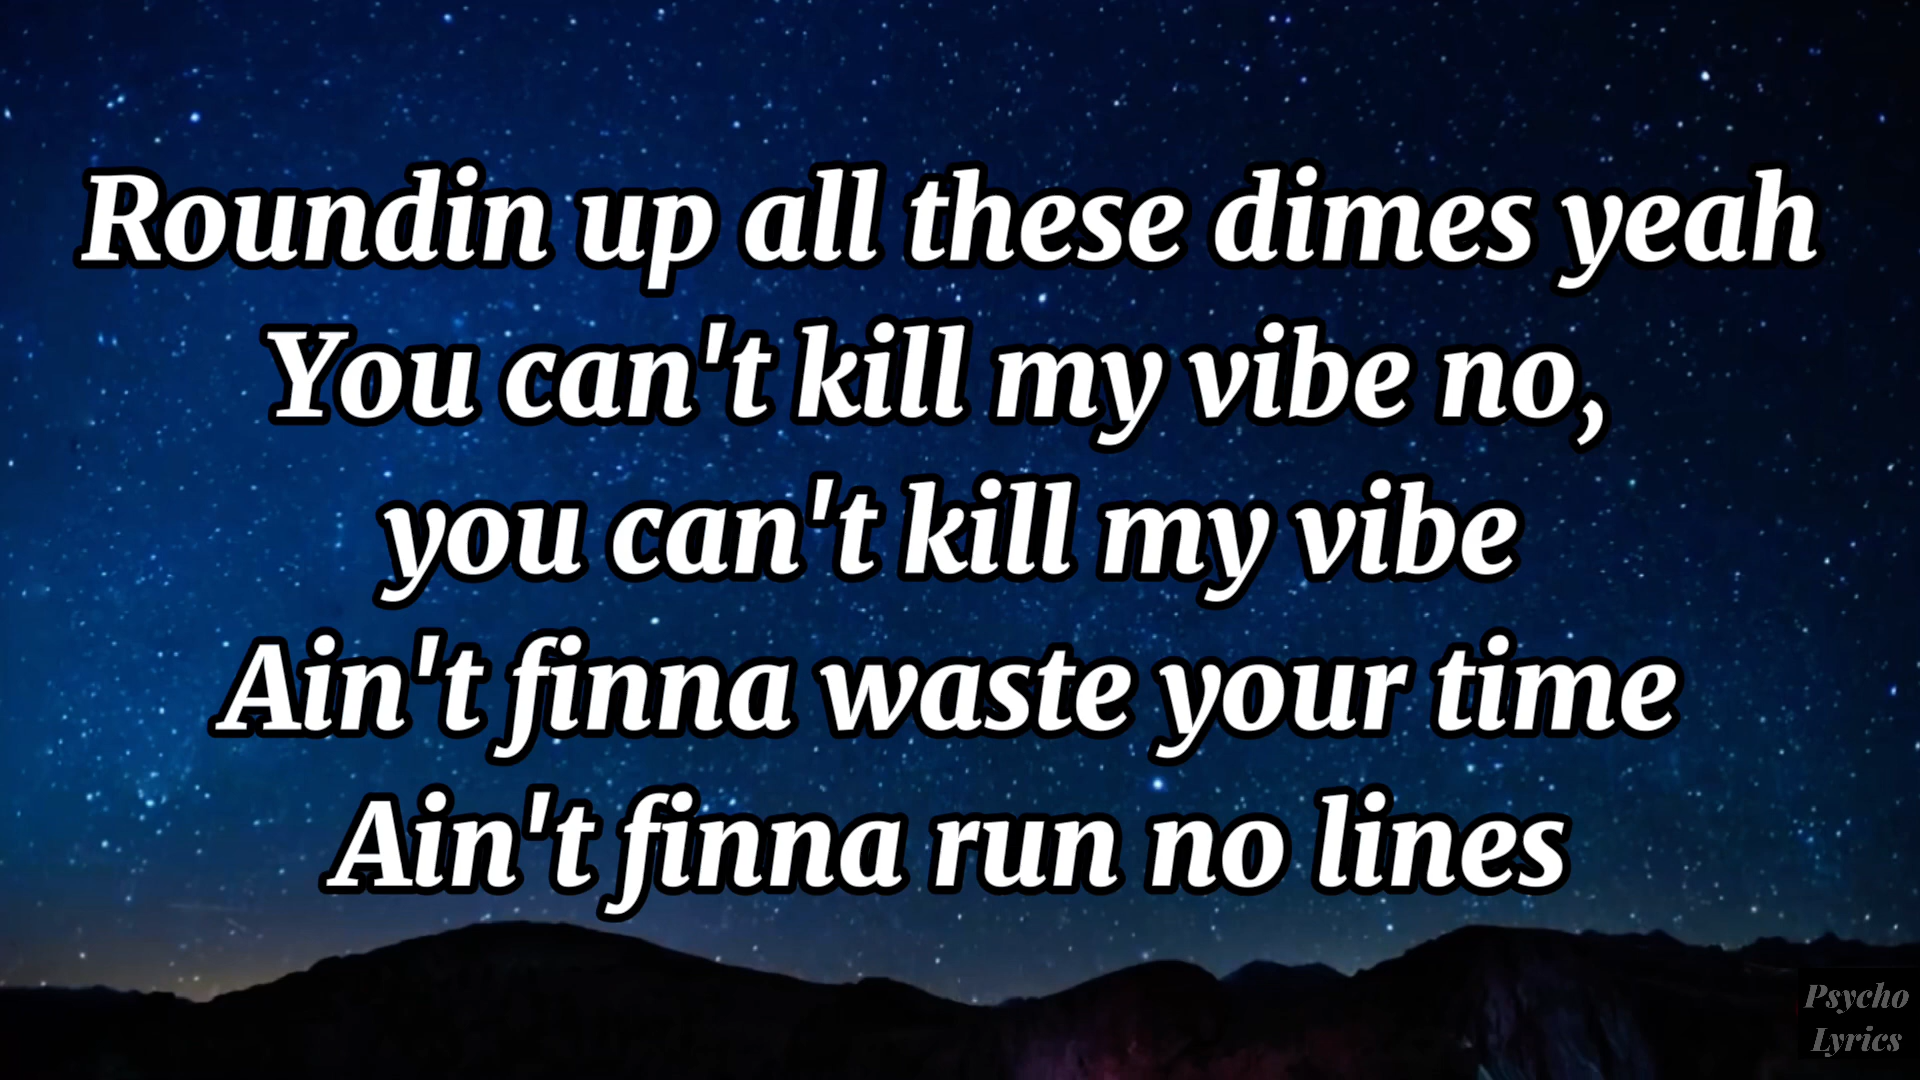 Roundin up all these dimes yeah
You can't kill my vibe no,
you can't kill my vibe
Ain't finna waste your time
Ain't finna run no lines
Psycho
Lyrics